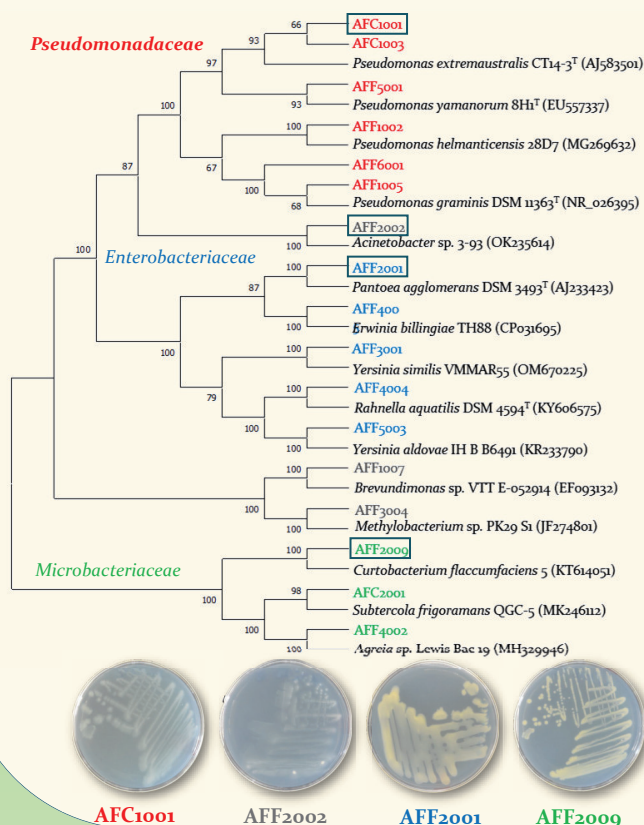 66
AFC1001
Pseudomonadaceae
93
AFC1003
97
Pseudomonas extremaustralis CT14-3ᵀ (AJ583501)
AFF5001
100
93
Pseudomonas yamanorum 8H1ᵀ (EU557337)
100
AFF1002
Pseudomonas helmanticensis 28D7 (MG269632)
87
67
AFF6001
100
AFF1005
68
Pseudomonas graminis DSM 11363ᵀ (NR_026395)
AFF2002
100
100
Acinetobacter sp. 3-93 (OK235614)
Enterobacteriaceae
100
AFF2001
87
Pantoea agglomerans DSM 3493ᵀ (AJ233423)
AFF400
100
Erwinia billingiae TH88 (CP031695)
100
100
AFF3001
Yersinia similis VMMAR55 (OM670225)
100
AFF4004
79
Rahnella aquatilis DSM 4594ᵀ (KY606575)
100
AFF5003
100
Yersinia aldovae IH B B6491 (KR233790)
100
AFF1007
Brevundimonas sp. VTT E-052914 (EF093132)
AFF3004
100
Methylobacterium sp. PK29 S1 (JF274801)
100
AFF2009
Microbacteriaceae
Curtobacterium flaccumfaciens 5 (KT614051)
98
AFC2001
100
Subtercola frigoramans QGC-5 (MK246112)
100
AFF4002
100
Agreia sp. Lewis Bac 19 (MH329946)
AFC1001
AFF2002
AFF2001
AFF2009